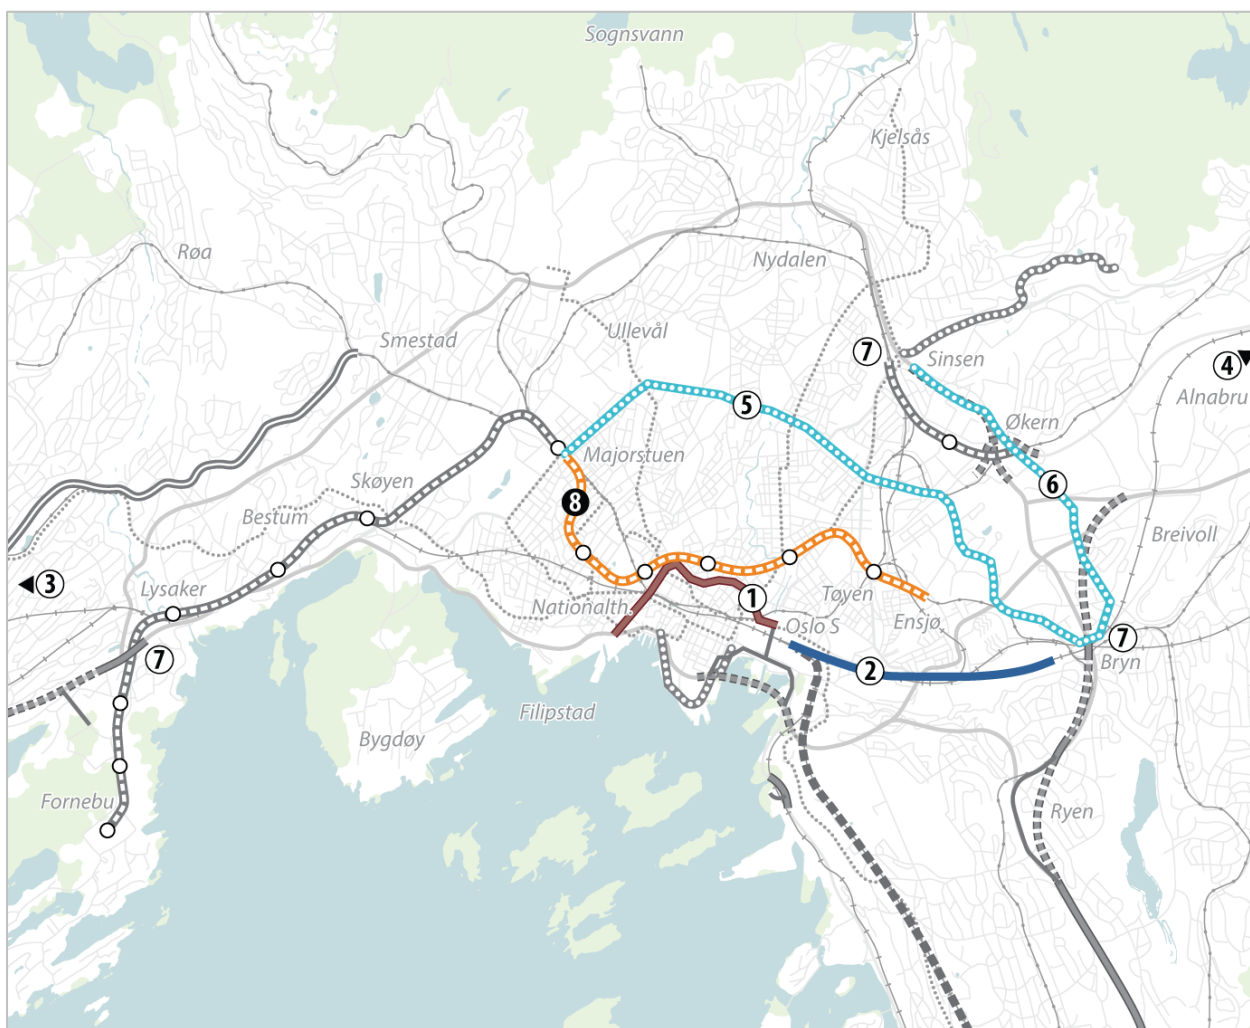 Sognsvann
Kjelsås
Røa
Nydalen
Ullevål
Smestad
7
Sinsen
4
Alnabru
5
Økern
Majorstuen
Skøyen
6
8
Bestum
Breivoll
3
Lysaker
Tøyen
1
Nationalth.
Ensjø
Oslo S
7
7
Bryn
2
Filipstad
Bygdøy
Fornebu
Ryen